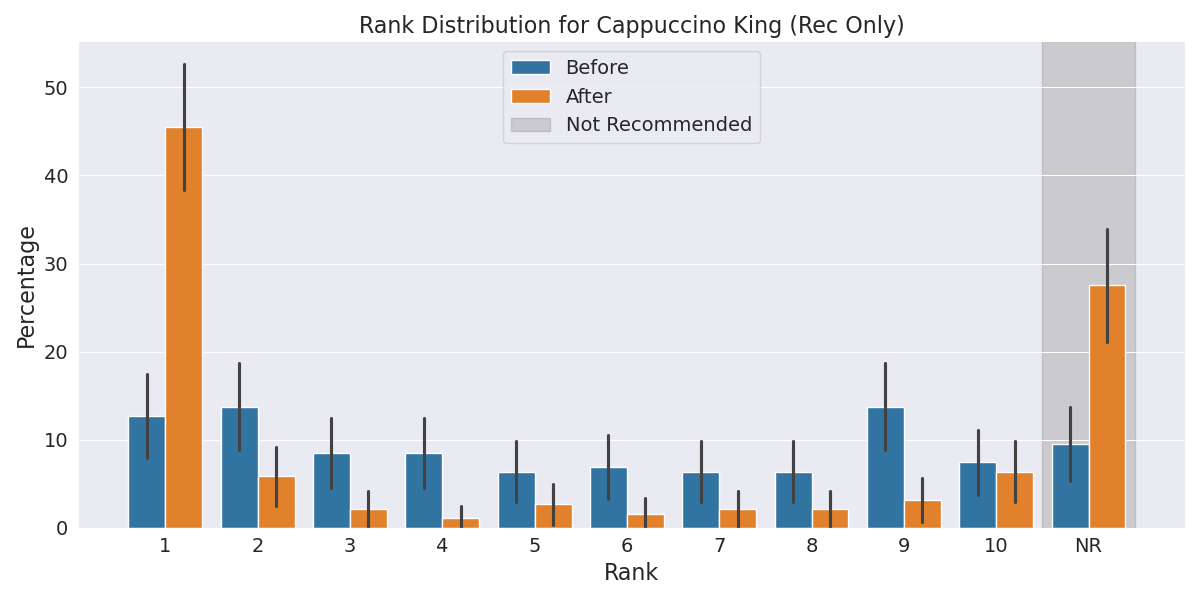 Rank Distribution for Cappuccino King (Rec Only)
Before
After
Not Recommended
Percentage
50
40
30
20
10
0
1 2 3 4 5 6 7 8 9 10 NR
Rank